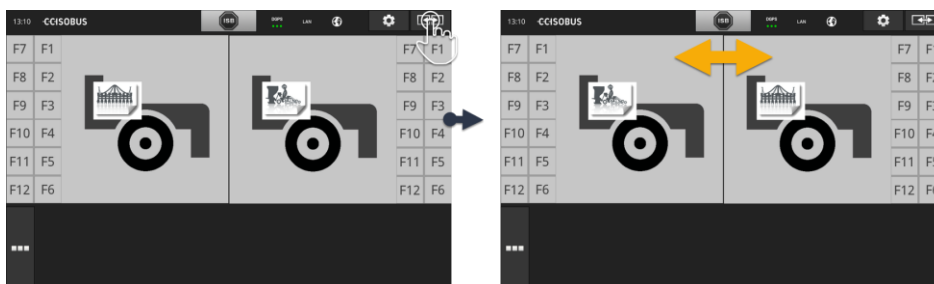 13:10 CCISOBUS ISB DGPS LAN
F7 F1 F7 F1
F8 F2 F8 F2
F9 F3 F9 F3
F10 F4 F10 F4
F11 F5 F11 F5
F12 F6 F12 F6
13:10 CCISOBUS ISB DGPS LAN
F7 F1 F7
F8 F2 F8
F9 F3 F9
F10 F4 F10
F11 F5 F11
F12 F6 F12